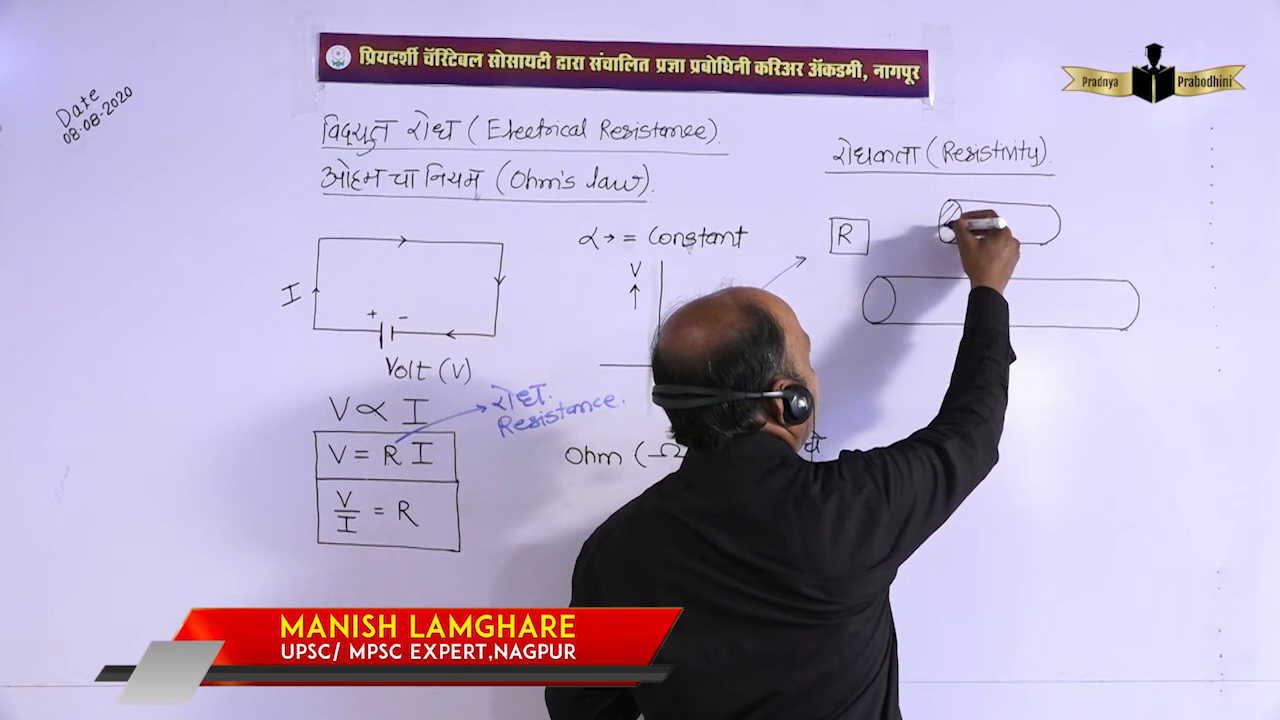 प्रियदर्शी चॅरिटेबल सोसायटी द्वारा संचालित प्रज्ञा प्रबोधिनी करिअर ॲकडमी, नागपूर
Pradnya Prabodhini
Date
08-08-2020
विद्युत रोध (Electrical Resistance).
ओहम चा नियम (Ohm's law).
रोधकता (Resistivity).
α → = Constant
R
V
I
+ -
Volt (V)
V ∝ I
रोध.
Resistance.
V = R I
V/I = R
Ohm (Ω
MANISH LAMGHARE
UPSC/ MPSC EXPERT,NAGPUR